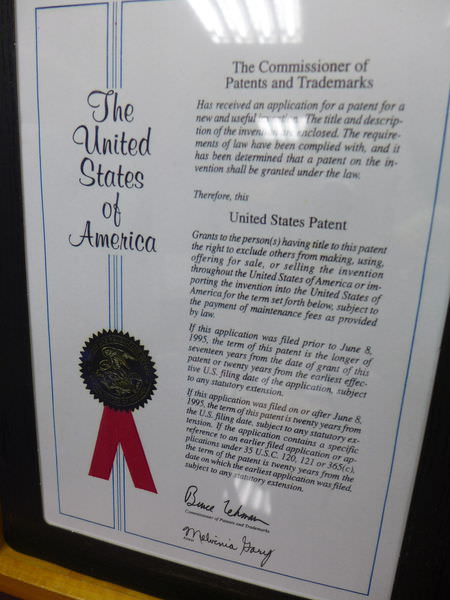 The
United
States
of
America
The Commissioner of
Patents and Trademarks
Has received an application for a patent for a
new and useful invention. The title and descrip-
tion of the invention are enclosed. The require-
ments of law have been complied with, and it
has been determined that a patent on the in-
vention shall be granted under the law.
Therefore, this
United States Patent
Grants to the person(s) having title to this patent
the right to exclude others from making, using,
offering for sale, or selling the invention
throughout the United States of America or im-
porting the invention into the United States of
America for the term set forth below, subject to
the payment of maintenance fees as provided
by law.
If this application was filed prior to June 8,
1995, the term of this patent is the longer of
seventeen years from the date of grant of this
patent or twenty years from the earliest effec-
tive U.S. filing date of the application, subject
to any statutory extension.
If this application was filed on or after June 8,
1995, the term of this patent is twenty years from
the U.S. filing date, subject to any statutory ex-
tension. If the application contains a specific
reference to an earlier filed application or ap-
plications under 35 U.S.C. 120, 121 or 365(c),
the term of the patent is twenty years from the
date on which the earliest application was filed,
subject to any statutory extension.
Bruce Lehman
Commissioner of Patents and Trademarks
Melvinia Gary
Attest